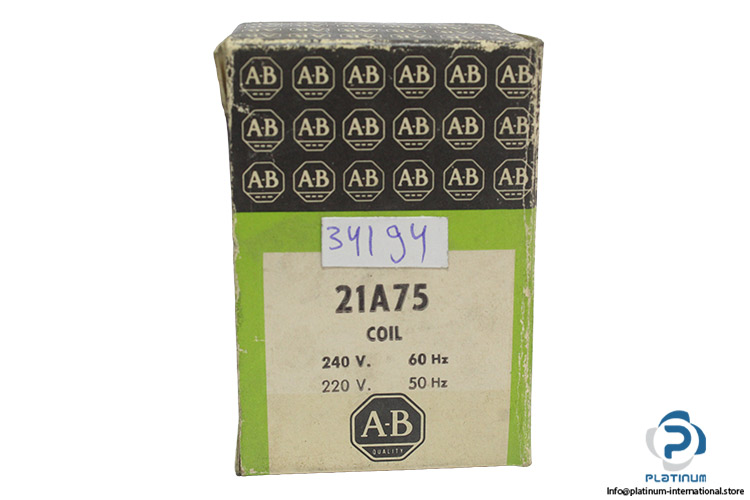 A-B A-B A-B A-B A-B A-B
A-B A-B A-B A-B A-B A-B
A-B A-B A-B A-B A-B A-B
34194
21A75
COIL
240 V. 60 Hz
220 V. 50 Hz
A-B
QUALITY
PLATINUM
Info@platinum-international.store